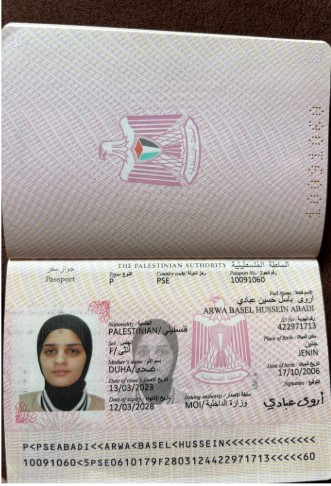 THE PALESTINIAN AUTHORITY السلطة الفلسطينية
جواز سفر
Passport
Type: النوع:
P
Country code: رمز الدولة:
PSE
Passport No.: رقم الجواز:
10091060
Full Name: الاسم الكامل:
أروى باسل حسين عبادي
ARWA BASEL HUSSEIN ABADI
Nationality: الجنسية:
PALESTINIAN/فلسطيني
ID No: رقم الهوية:
422971713
Sex: الجنس:
F/أنثى
Place of birth: مكان الميلاد:
جنين
JENIN
Mother's name: اسم الأم:
DUHA/ضحى
Date of birth: تاريخ الميلاد:
17/10/2006
Date of issue: تاريخ الإصدار:
13/03/2023
Date of expiry: تاريخ الانتهاء:
12/03/2028
Issuing authority: سلطة الإصدار:
MOI/وزارة الداخلية
Signature: التوقيع:
أروى عبادي
P<PSEABADI<<ARWA<BASEL<HUSSEIN<<<<<<<<<<<<<<
10091060<5PSE0610179F2803124422971713<<<<<60